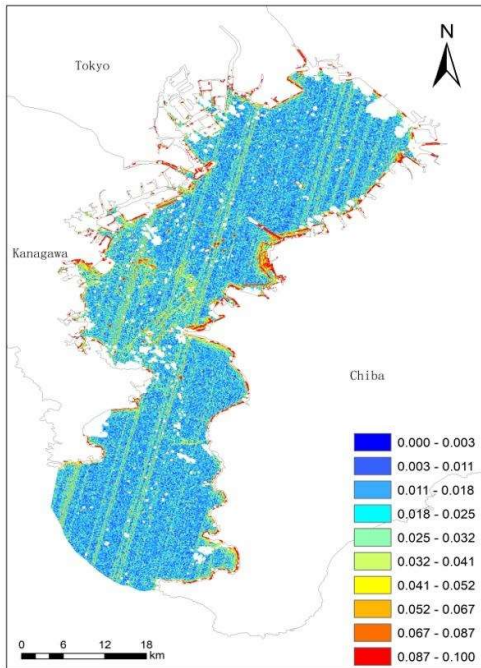 Tokyo
N
Kanagawa
Chiba
0.000 - 0.003
0.003 - 0.011
0.011 - 0.018
0.018 - 0.025
0.025 - 0.032
0.032 - 0.041
0.041 - 0.052
0.052 - 0.067
0.067 - 0.087
0.087 - 0.100
0 6 12 18
km